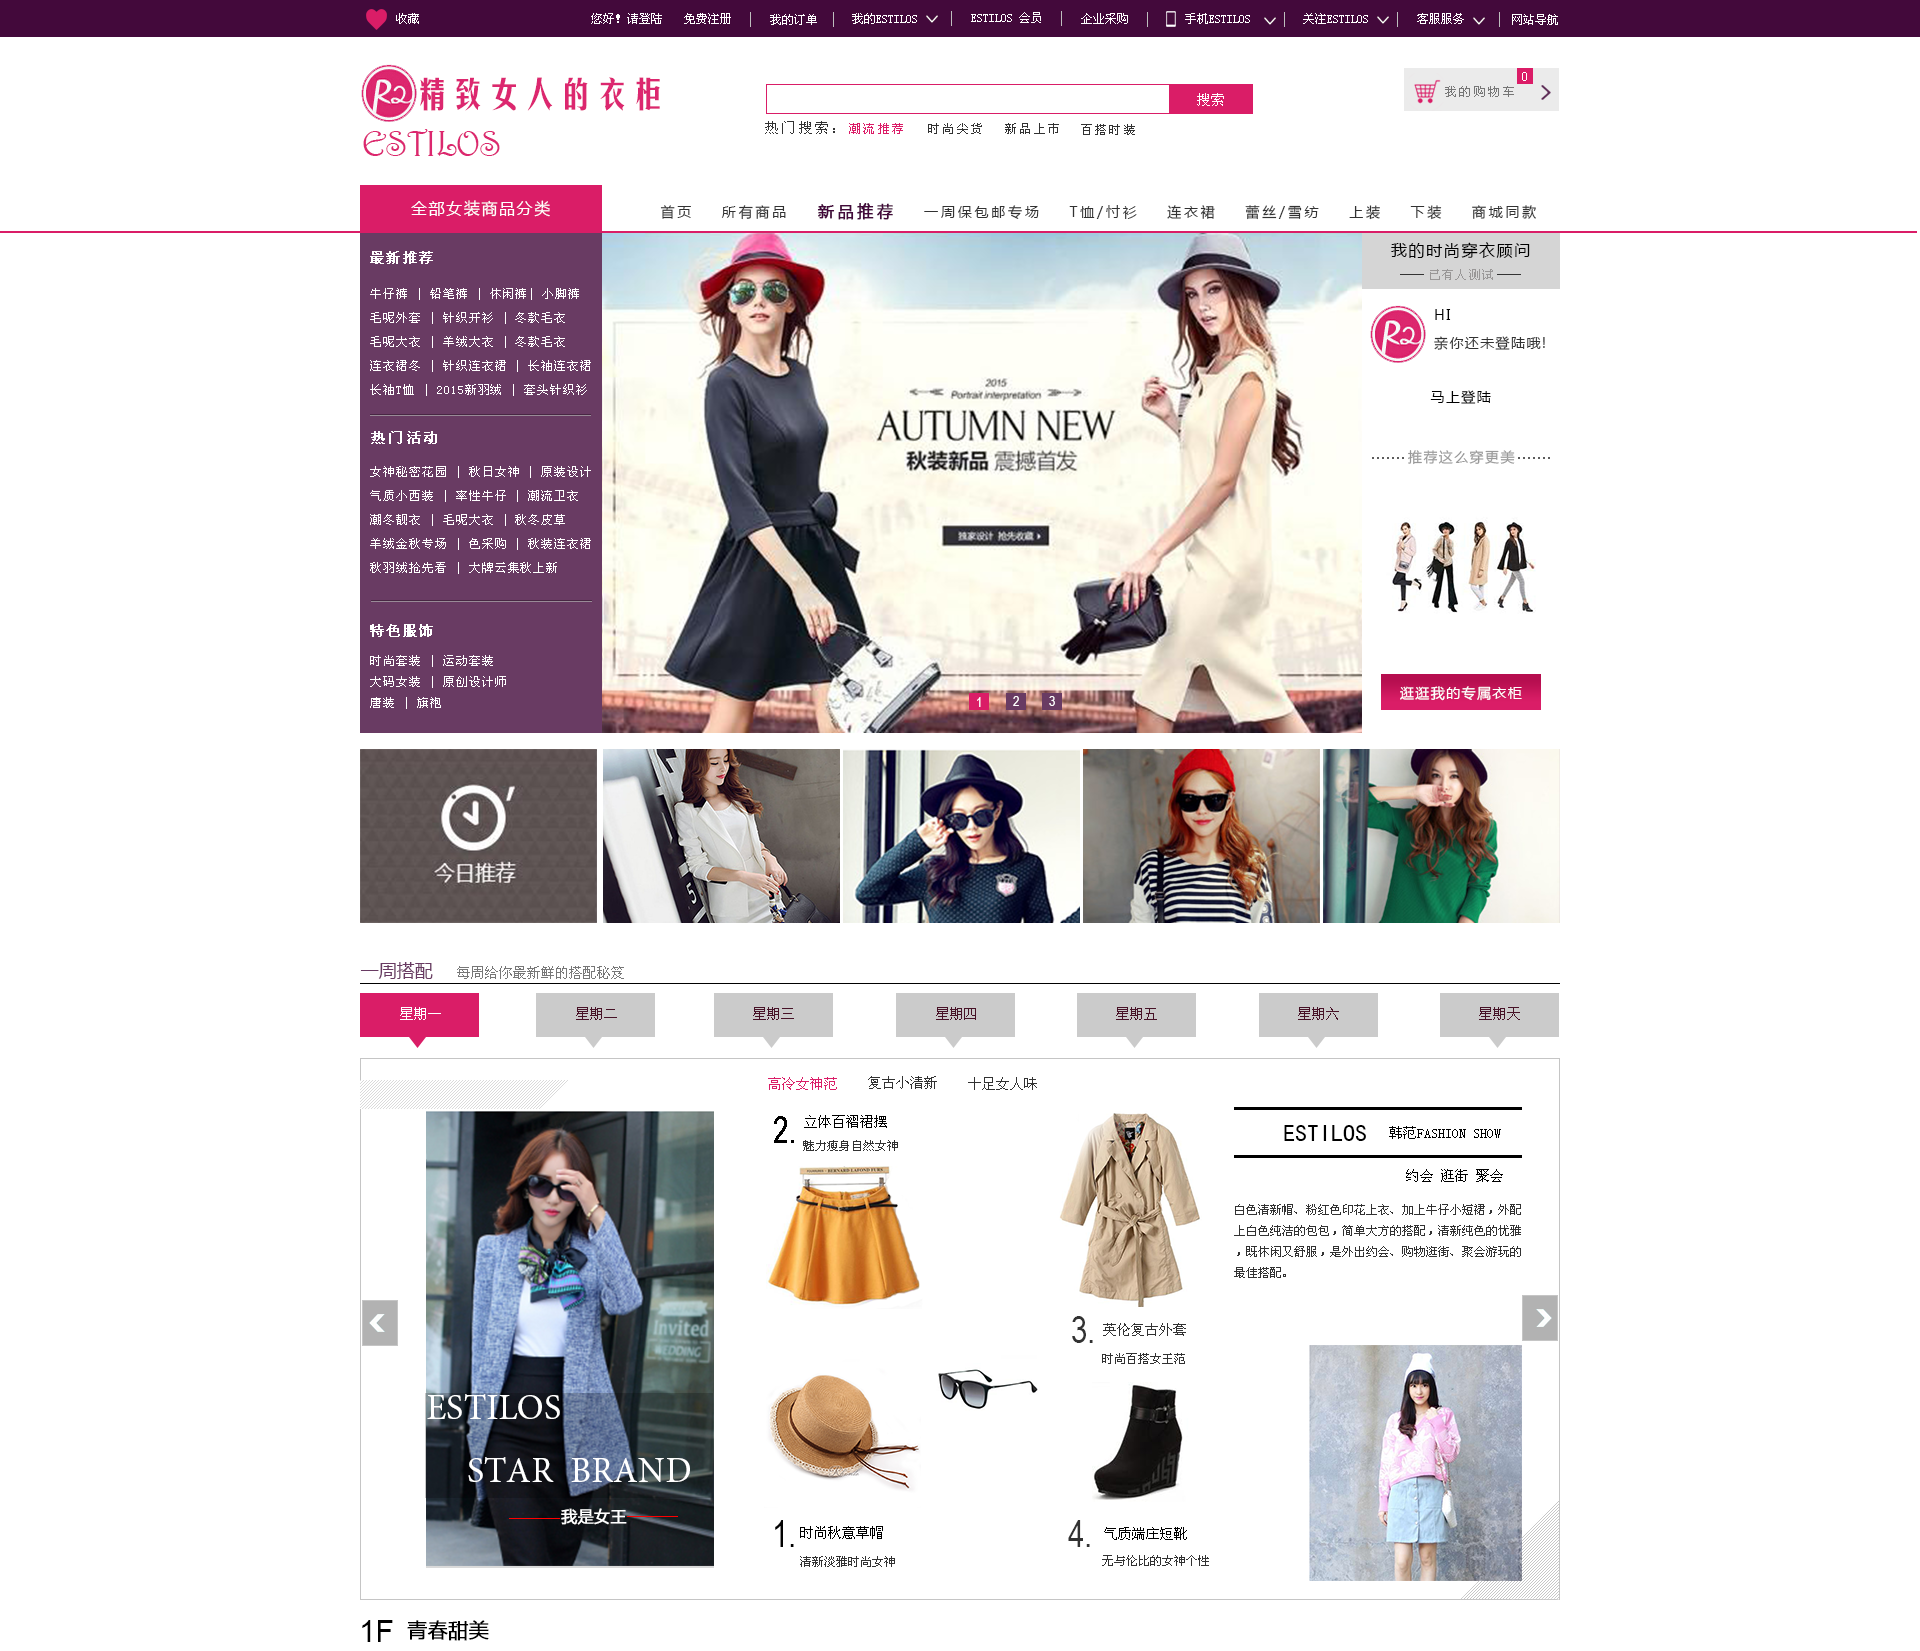 收藏
您好! 请登陆 免费注册 | 我的订单 | 我的ESTILOS | ESTILOS 会员 | 企业采购 | 手机ESTILOS | 关注ESTILOS | 客服服务 | 网站导航
R2 精致女人的衣柜
ESTILOS
搜索
热门搜索: 潮流推荐 时尚尖货 新品上市 百搭时装
0
我的购物车
全部女装商品分类
首页 所有商品 新品推荐 一周保包邮专场 T恤/忖衫 连衣裙 蕾丝/雪纺 上装 下装 商城同款
最新推荐
牛仔裤 | 铅笔裤 | 休闲裤| 小脚裤
毛呢外套 | 针织开衫 | 冬款毛衣
毛呢大衣 | 羊绒大衣 | 冬款毛衣
连衣裙冬 | 针织连衣裙 | 长袖连衣裙
长袖T恤 | 2015新羽绒 | 套头针织衫
热门活动
女神秘密花园 | 秋日女神 | 原装设计
气质小西装 | 率性牛仔 | 潮流卫衣
潮冬靓衣 | 毛呢大衣 | 秋冬皮草
羊绒金秋专场 | 色采购 | 秋装连衣裙
秋羽绒抢先看 | 大牌云集秋上新
特色服饰
时尚套装 | 运动套装
大码女装 | 原创设计师
唐装 | 旗袍
2015
Portrait interpretation
AUTUMN NEW
秋装新品 震撼首发
独家设计 抢先收藏
1 2 3
我的时尚穿衣顾问
已有人测试
R2
HI
亲你还未登陆哦!
马上登陆
推荐这么穿更美
逛逛我的专属衣柜
今日推荐
5
一周搭配 每周给你最新鲜的搭配秘笈
星期一 星期二 星期三 星期四 星期五 星期六 星期天
高冷女神范 复古小清新 十足女人味
2. 立体百褶裙摆
魅力瘦身自然女神
ESTILOS 韩范FASHION SHOW
约会 逛街 聚会
白色清新帽、粉红色印花上衣、加上牛仔小短裙,外配
上白色纯洁的包包,简单大方的搭配,清新纯色的优雅
,既休闲又舒服,是外出约会、购物逛街、聚会游玩的
最佳搭配。
Invited
WEDDING
3. 英伦复古外套
时尚百搭女王范
ESTILOS
STAR BRAND
我是女王
1. 时尚秋意草帽
清新淡雅时尚女神
4. 气质端庄短靴
无与伦比的女神个性
1F 青春甜美